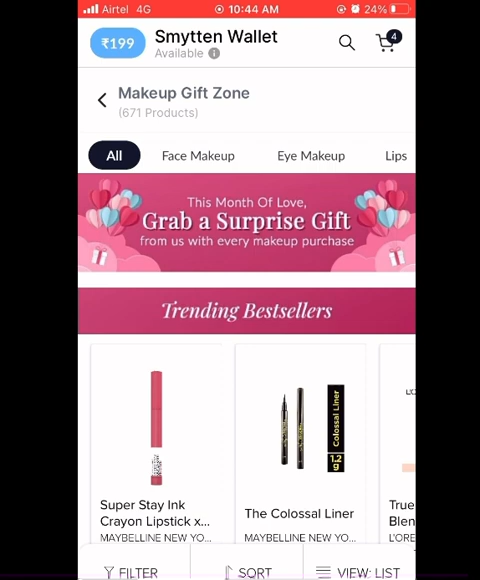 Airtel 4G
10:44 AM
24%
₹199
Smytten Wallet
Available
4
Makeup Gift Zone
(671 Products)
All
Face Makeup
Eye Makeup
Lips
This Month Of Love,
Grab a Surprise Gift
from us with every makeup purchase
Trending Bestsellers
Colossal Liner
1.2
g
Super Stay Ink
Crayon Lipstick x...
MAYBELLINE NEW YO...
The Colossal Liner
MAYBELLINE NEW YO...
True
Blen
L'ORE
FILTER
SORT
VIEW: LIST